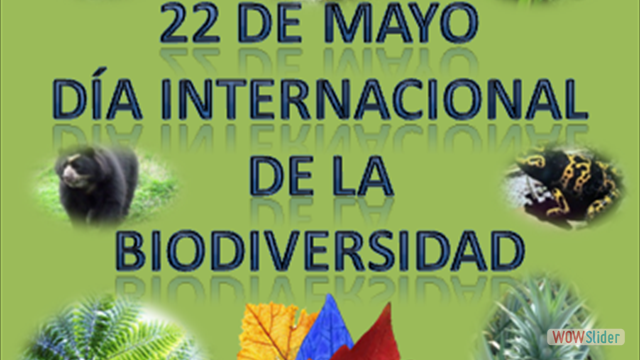 22 DE MAYO
DÍA INTERNACIONAL
DE LA
BIODIVERSIDAD
WOWSlider